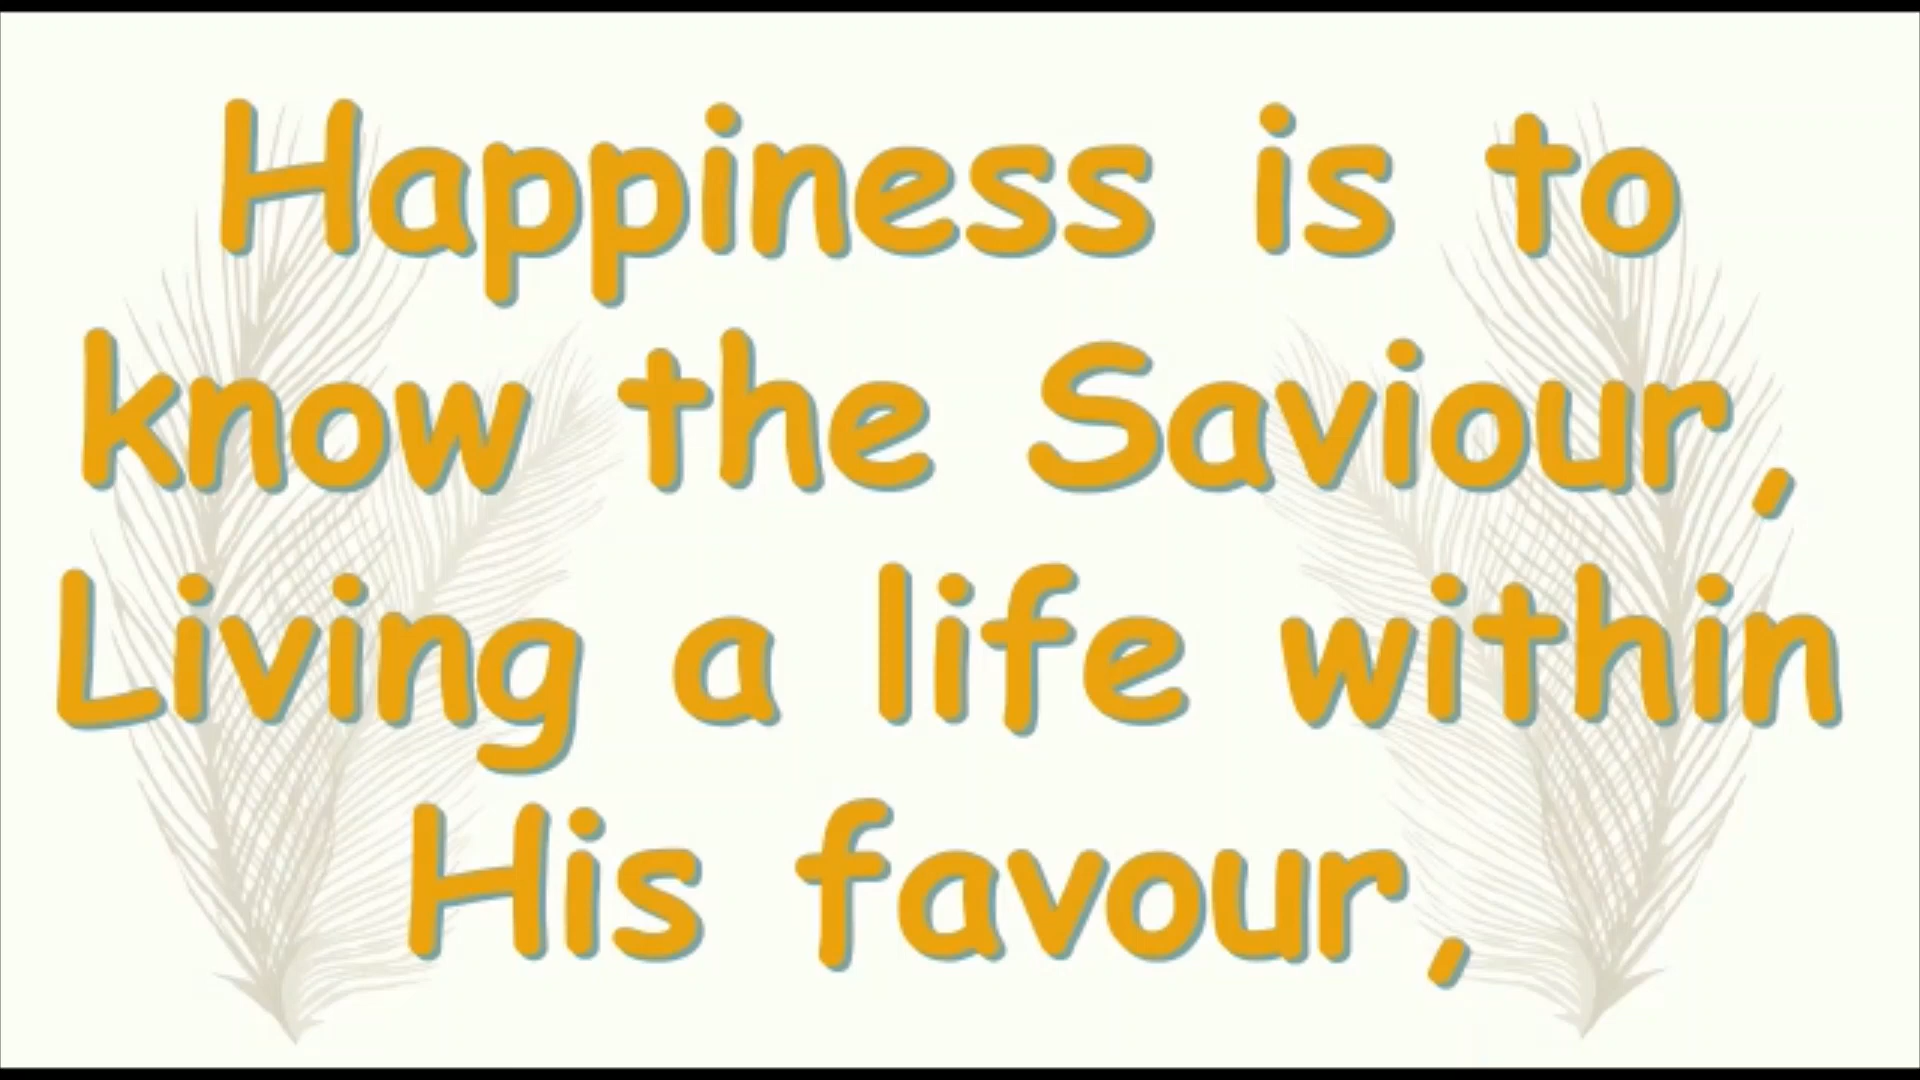 Happiness is to
know the Saviour,
Living a life within
His favour,